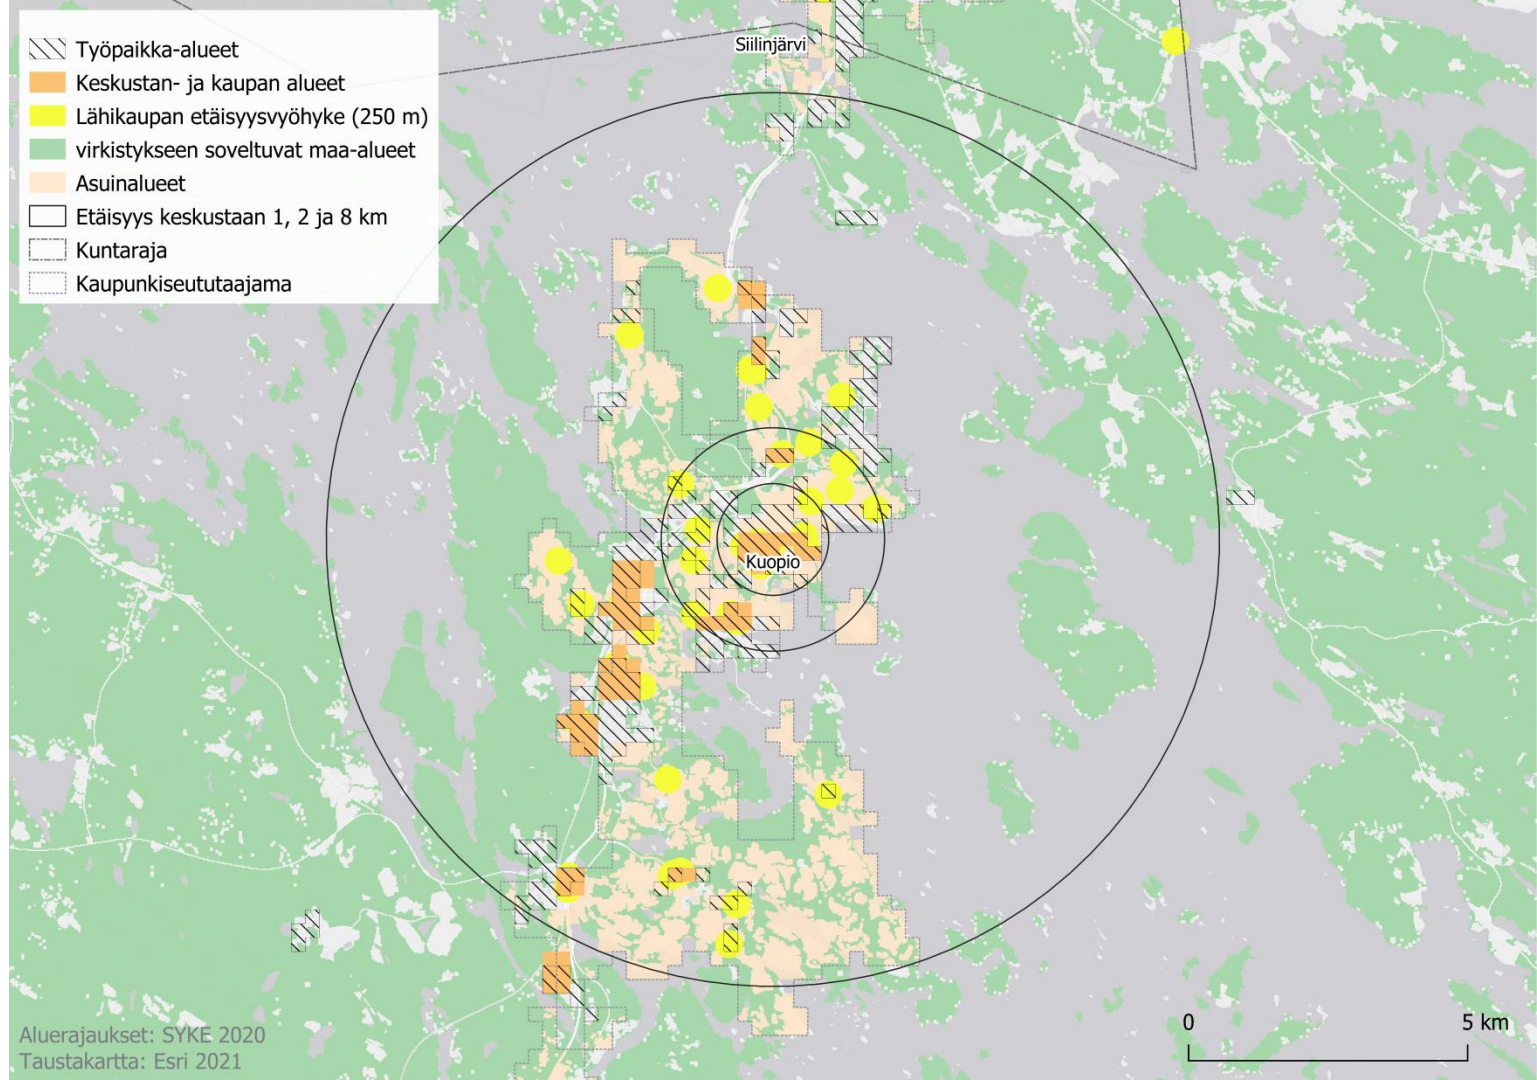 Työpaikka-alueet
Keskustan- ja kaupan alueet
Lähikaupan etäisyysvyöhyke (250 m)
virkistykseen soveltuvat maa-alueet
Asuinalueet
Etäisyys keskustaan 1, 2 ja 8 km
Kuntaraja
Kaupunkiseututaajama
Siilinjärvi
Kuopio
0 5 km
Aluerajaukset: SYKE 2020
Taustakartta: Esri 2021